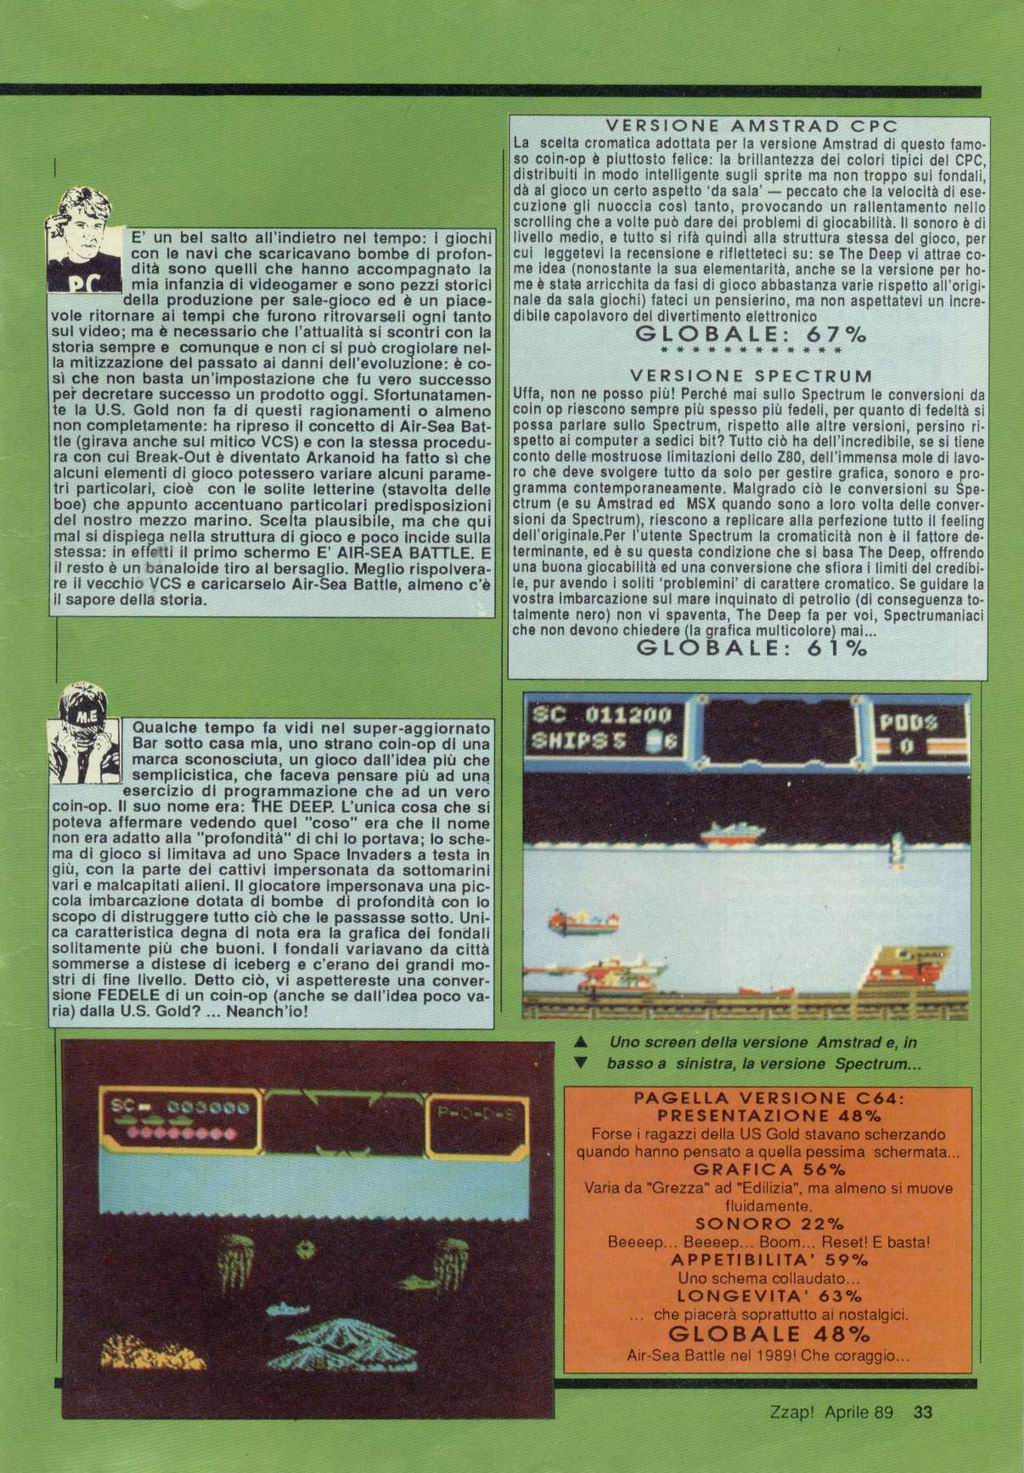 PC
E' un bel salto all'indietro nel tempo: i giochi
con le navi che scaricavano bombe di profon-
dità sono quelli che hanno accompagnato la
mia infanzia di videogamer e sono pezzi storici
della produzione per sale-gioco ed è un piace-
vole ritornare ai tempi che furono ritrovarseli ogni tanto
sul video; ma è necessario che l'attualità si scontri con la
storia sempre e comunque e non ci si può crogiolare nel-
la mitizzazione del passato ai danni dell'evoluzione: è co-
sì che non basta un'impostazione che fu vero successo
per decretare successo un prodotto oggi. Sfortunatamen-
te la U.S. Gold non fa di questi ragionamenti o almeno
non completamente: ha ripreso il concetto di Air-Sea Bat-
tle (girava anche sul mitico VCS) e con la stessa procedu-
ra con cui Break-Out è diventato Arkanoid ha fatto sì che
alcuni elementi di gioco potessero variare alcuni parame-
tri particolari, cioè con le solite letterine (stavolta delle
boe) che appunto accentuano particolari predisposizioni
del nostro mezzo marino. Scelta plausibile, ma che qui
mal si dispiega nella struttura di gioco e poco incide sulla
stessa: in effetti il primo schermo E' AIR-SEA BATTLE. E
il resto è un banaloide tiro al bersaglio. Meglio rispolvera-
re il vecchio VCS e caricarselo Air-Sea Battle, almeno c'è
il sapore della storia.
M.E
Qualche tempo fa vidi nel super-aggiornato
Bar sotto casa mia, uno strano coin-op di una
marca sconosciuta, un gioco dall'idea più che
semplicistica, che faceva pensare più ad una
esercizio di programmazione che ad un vero
coin-op. Il suo nome era: THE DEEP. L'unica cosa che si
poteva affermare vedendo quel "coso" era che il nome
non era adatto alla "profondità" di chi lo portava; lo sche-
ma di gioco si limitava ad uno Space Invaders a testa in
giù, con la parte dei cattivi impersonata da sottomarini
vari e malcapitati alieni. Il giocatore impersonava una pic-
cola imbarcazione dotata di bombe di profondità con lo
scopo di distruggere tutto ciò che le passasse sotto. Uni-
ca caratteristica degna di nota era la grafica dei fondali
solitamente più che buoni. I fondali variavano da città
sommerse a distese di iceberg e c'erano dei grandi mo-
stri di fine livello. Detto ciò, vi aspettereste una conver-
sione FEDELE di un coin-op (anche se dall'idea poco va-
ria) dalla U.S. Gold? ... Neanch'io!
VERSIONE AMSTRAD CPC
La scelta cromatica adottata per la versione Amstrad di questo famo-
so coin-op è piuttosto felice: la brillantezza dei colori tipici del CPC,
distribuiti in modo intelligente sugli sprite ma non troppo sui fondali,
dà al gioco un certo aspetto 'da sala' — peccato che la velocità di ese-
cuzione gli nuoccia così tanto, provocando un rallentamento nello
scrolling che a volte può dare dei problemi di giocabilità. Il sonoro è di
livello medio, e tutto si rifà quindi alla struttura stessa del gioco, per
cui leggetevi la recensione e rifletteteci su: se The Deep vi attrae co-
me idea (nonostante la sua elementarità, anche se la versione per ho-
me è stata arricchita da fasi di gioco abbastanza varie rispetto all'origi-
nale da sala giochi) fateci un pensierino, ma non aspettatevi un incre-
dibile capolavoro del divertimento elettronico
GLOBALE: 67%
* * * * * * * * * * * *
VERSIONE SPECTRUM
Uffa, non ne posso più! Perché mai sullo Spectrum le conversioni da
coin op riescono sempre più spesso più fedeli, per quanto di fedeltà si
possa parlare sullo Spectrum, rispetto alle altre versioni, persino ri-
spetto ai computer a sedici bit? Tutto ciò ha dell'incredibile, se si tiene
conto delle mostruose limitazioni dello Z80, dell'immensa mole di lavo-
ro che deve svolgere tutto da solo per gestire grafica, sonoro e pro-
gramma contemporaneamente. Malgrado ciò le conversioni su Spe-
ctrum (e su Amstrad ed MSX quando sono a loro volta delle conver-
sioni da Spectrum), riescono a replicare alla perfezione tutto il feeling
dell'originale.Per l'utente Spectrum la cromaticità non è il fattore de-
terminante, ed è su questa condizione che si basa The Deep, offrendo
una buona giocabilità ed una conversione che sfiora i limiti del credibi-
le, pur avendo i soliti 'problemini' di carattere cromatico. Se guidare la
vostra imbarcazione sul mare inquinato di petrolio (di conseguenza to-
talmente nero) non vi spaventa, The Deep fa per voi, Spectrumaniaci
che non devono chiedere (la grafica multicolore) mai...
GLOBALE: 61%
SC 011200
SHIPS 5 6
PODS
0
▲ Uno screen della versione Amstrad e, in
▼ basso a sinistra, la versione Spectrum...
SC- 003000
P-O-D-S
PAGELLA VERSIONE C64:
PRESENTAZIONE 48%
Forse i ragazzi della US Gold stavano scherzando
quando hanno pensato a quella pessima schermata...
GRAFICA 56%
Varia da "Grezza" ad "Edilizia", ma almeno si muove
fluidamente.
SONORO 22%
Beeeep... Beeeep... Boom... Reset! E basta!
APPETIBILITA' 59%
Uno schema collaudato...
LONGEVITA' 63%
... che piacerà soprattutto ai nostalgici.
GLOBALE 48%
Air-Sea Battle nel 1989! Che coraggio...
Zzap! Aprile 89 33